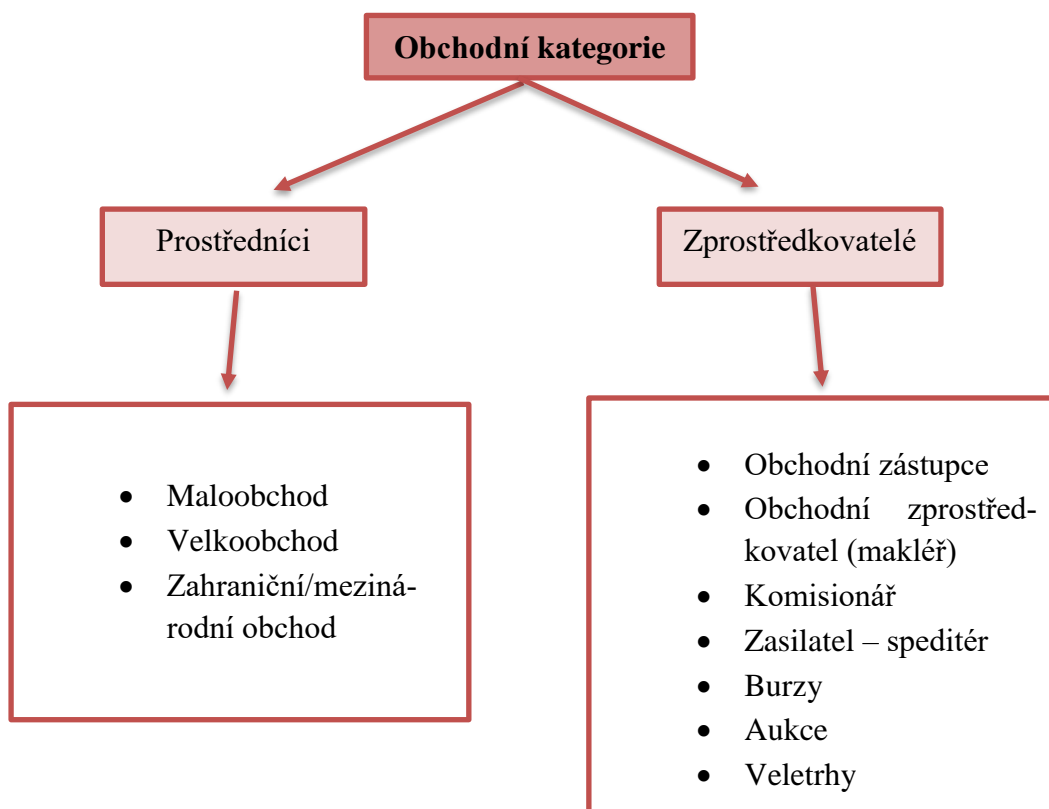 Obchodní kategorie
Prostředníci
Zprostředkovatelé
• Maloobchod
• Velkoobchod
• Zahraniční/meziná-
rodní obchod
• Obchodní zástupce
• Obchodní zprostřed-
kovatel (makléř)
• Komisionář
• Zasilatel – speditér
• Burzy
• Aukce
• Veletrhy